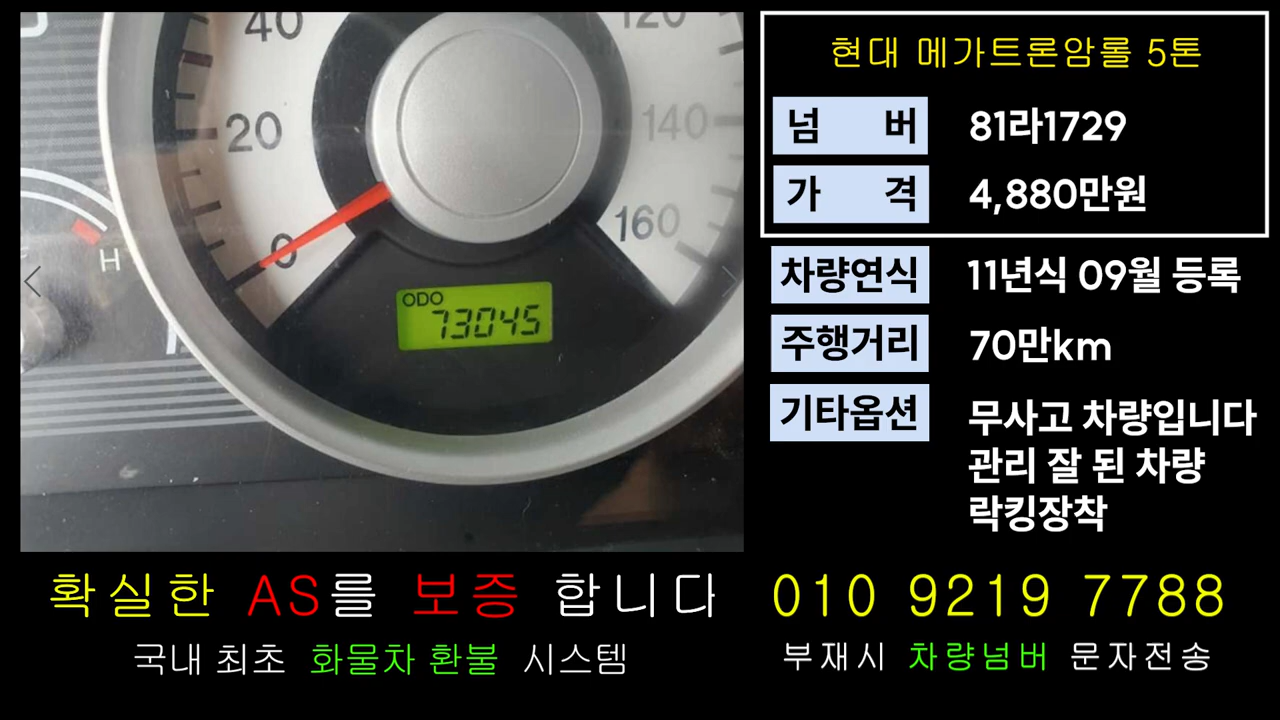 40
120
20
140
0
160
H
ODO
73045
현대 메가트론암롤 5톤
넘 버 81라1729
가 격 4,880만원
차량연식 11년식 09월 등록
주행거리 70만km
기타옵션 무사고 차량입니다
관리 잘 된 차량
락킹장착
확실한 AS를 보증 합니다
010 9219 7788
국내 최초 화물차 환불 시스템
부재시 차량넘버 문자전송